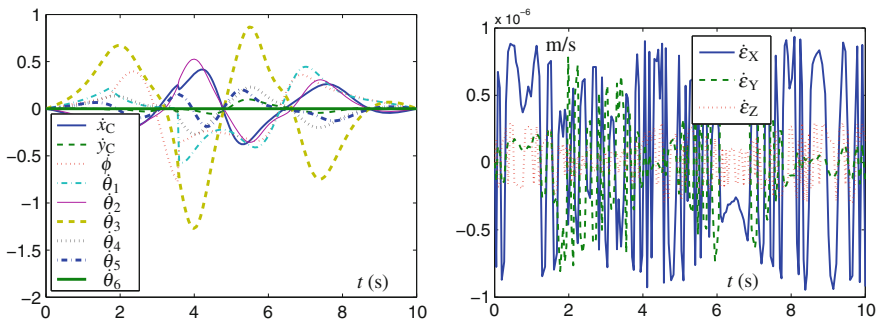 1
0.5
0
−0.5
−1
−1.5
−2
0 2 4 6 8 10
t (s)
ẋ_C
ẏ_C
ϕ̇
θ̇_1
θ̇_2
θ̇_3
θ̇_4
θ̇_5
θ̇_6
1 x 10^-6
0.5
0
−0.5
−1
0 2 4 6 8 10
m/s
t (s)
ε̇_X
ε̇_Y
ε̇_Z